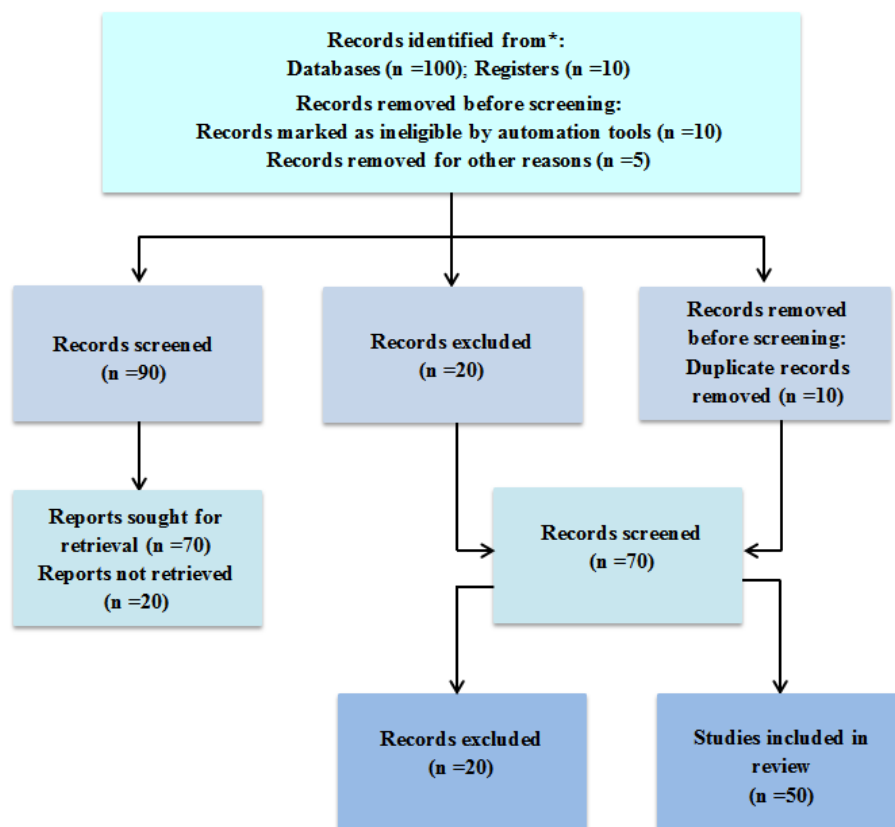 Records identified from*:
Databases (n =100); Registers (n =10)
Records removed before screening:
Records marked as ineligible by automation tools (n =10)
Records removed for other reasons (n =5)
Records screened
(n =90)
Records excluded
(n =20)
Records removed
before screening:
Duplicate records
removed (n =10)
Reports sought for
retrieval (n =70)
Reports not retrieved
(n =20)
Records screened
(n =70)
Records excluded
(n =20)
Studies included in
review
(n =50)